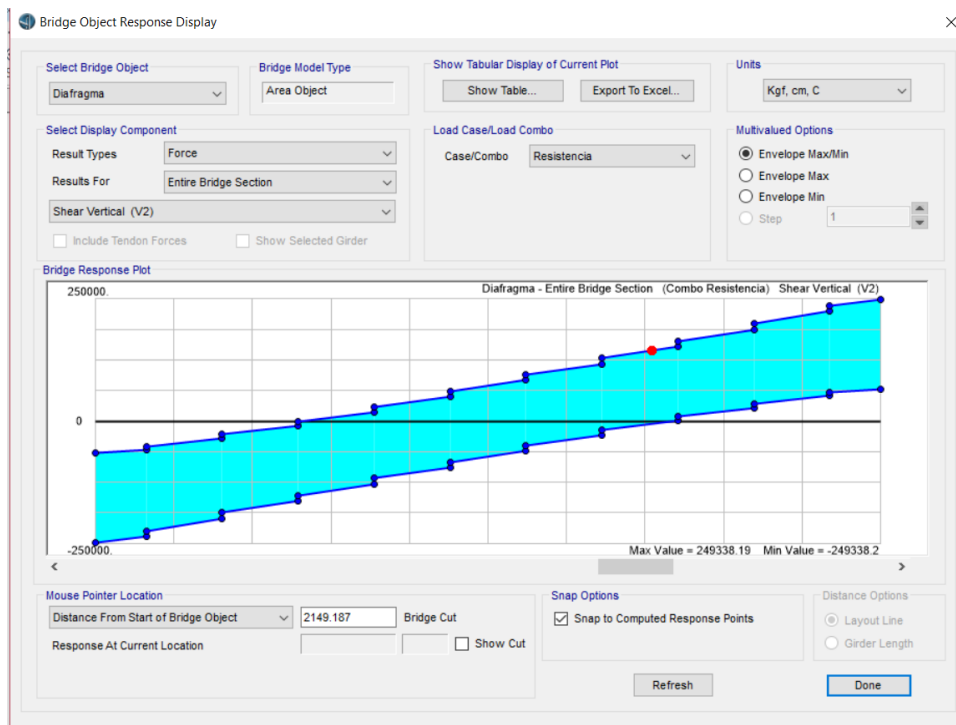 Bridge Object Response Display
Select Bridge Object
Diafragma
Bridge Model Type
Area Object
Show Tabular Display of Current Plot
Show Table...
Export To Excel...
Units
Kgf, cm, C
Select Display Component
Result Types
Force
Results For
Entire Bridge Section
Shear Vertical (V2)
Include Tendon Forces
Show Selected Girder
Load Case/Load Combo
Case/Combo
Resistencia
Multivalued Options
Envelope Max/Min
Envelope Max
Envelope Min
Step
1
Bridge Response Plot
Diafragma - Entire Bridge Section (Combo Resistencia) Shear Vertical (V2)
250000.
0
-250000.
Max Value = 249338.19 Min Value = -249338.2
Mouse Pointer Location
Distance From Start of Bridge Object
2149.187
Bridge Cut
Response At Current Location
Show Cut
Snap Options
Snap to Computed Response Points
Distance Options
Layout Line
Girder Length
Refresh
Done